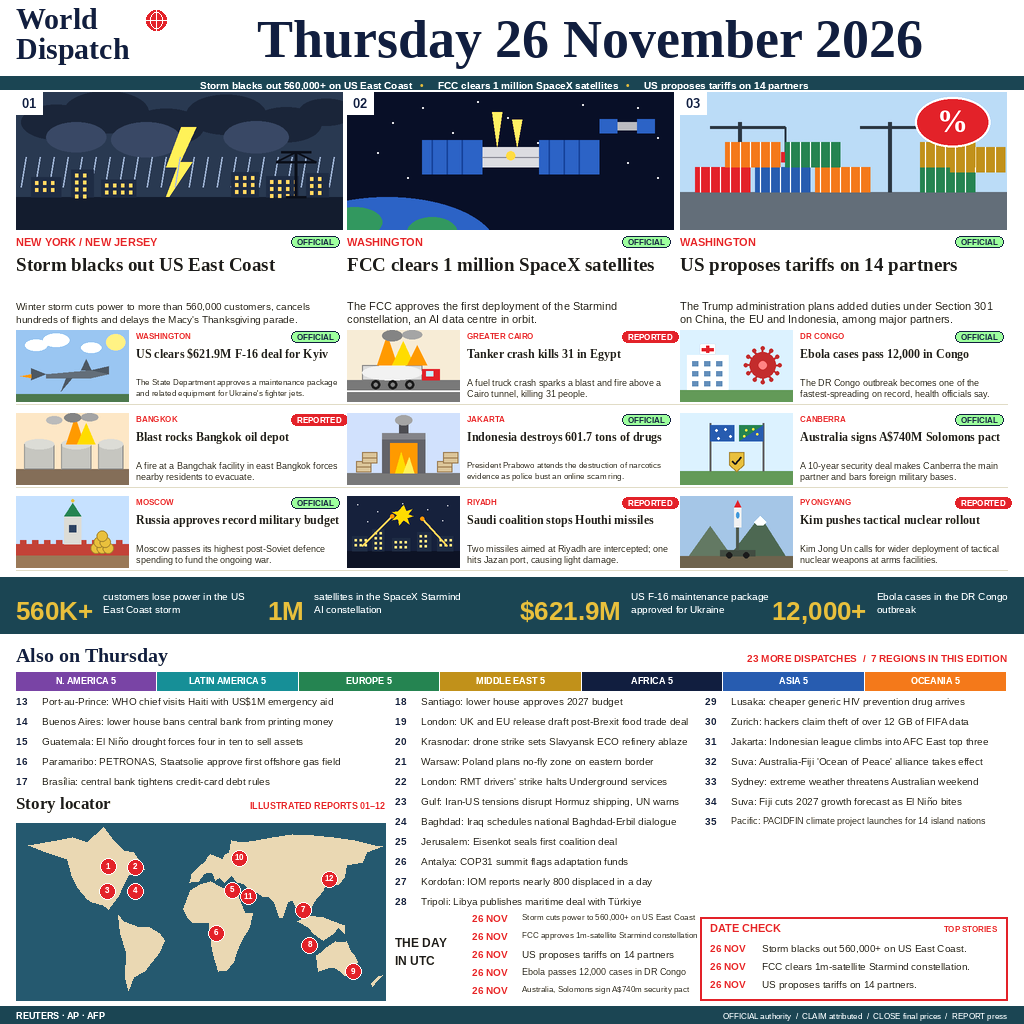 World
Dispatch
Thursday 26 November 2026
Storm blacks out 560,000+ on US East Coast • FCC clears 1 million SpaceX satellites • US proposes tariffs on 14 partners
01
NEW YORK / NEW JERSEY OFFICIAL
Storm blacks out US East Coast
Winter storm cuts power to more than 560,000 customers, cancels
hundreds of flights and delays the Macy's Thanksgiving parade.
02
WASHINGTON OFFICIAL
FCC clears 1 million SpaceX satellites
The FCC approves the first deployment of the Starmind
constellation, an AI data centre in orbit.
03
%
WASHINGTON OFFICIAL
US proposes tariffs on 14 partners
The Trump administration plans added duties under Section 301
on China, the EU and Indonesia, among major partners.
WASHINGTON OFFICIAL
US clears $621.9M F-16 deal for Kyiv
The State Department approves a maintenance package
and related equipment for Ukraine's fighter jets.
GREATER CAIRO REPORTED
Tanker crash kills 31 in Egypt
A fuel truck crash sparks a blast and fire above a
Cairo tunnel, killing 31 people.
DR CONGO OFFICIAL
Ebola cases pass 12,000 in Congo
The DR Congo outbreak becomes one of the
fastest-spreading on record, health officials say.
BANGKOK REPORTED
Blast rocks Bangkok oil depot
A fire at a Bangchak facility in east Bangkok forces
nearby residents to evacuate.
JAKARTA OFFICIAL
Indonesia destroys 601.7 tons of drugs
President Prabowo attends the destruction of narcotics
evidence as police bust an online scam ring.
CANBERRA OFFICIAL
Australia signs A$740M Solomons pact
A 10-year security deal makes Canberra the main
partner and bars foreign military bases.
MOSCOW OFFICIAL
Russia approves record military budget
Moscow passes its highest post-Soviet defence
spending to fund the ongoing war.
RIYADH REPORTED
Saudi coalition stops Houthi missiles
Two missiles aimed at Riyadh are intercepted; one
hits Jazan port, causing light damage.
PYONGYANG REPORTED
Kim pushes tactical nuclear rollout
Kim Jong Un calls for wider deployment of tactical
nuclear weapons at arms facilities.
560K+
customers lose power in the US
East Coast storm
1M
satellites in the SpaceX Starmind
AI constellation
$621.9M
US F-16 maintenance package
approved for Ukraine
12,000+
Ebola cases in the DR Congo
outbreak
Also on Thursday
23 MORE DISPATCHES / 7 REGIONS IN THIS EDITION
N. AMERICA 5 LATIN AMERICA 5 EUROPE 5 MIDDLE EAST 5 AFRICA 5 ASIA 5 OCEANIA 5
13 Port-au-Prince: WHO chief visits Haiti with US$1M emergency aid
14 Buenos Aires: lower house bans central bank from printing money
15 Guatemala: El Niño drought forces four in ten to sell assets
16 Paramaribo: PETRONAS, Staatsolie approve first offshore gas field
17 Brasília: central bank tightens credit-card debt rules
18 Santiago: lower house approves 2027 budget
19 London: UK and EU release draft post-Brexit food trade deal
20 Krasnodar: drone strike sets Slavyansk ECO refinery ablaze
21 Warsaw: Poland plans no-fly zone on eastern border
22 London: RMT drivers' strike halts Underground services
23 Gulf: Iran-US tensions disrupt Hormuz shipping, UN warns
24 Baghdad: Iraq schedules national Baghdad-Erbil dialogue
25 Jerusalem: Eisenkot seals first coalition deal
26 Antalya: COP31 summit flags adaptation funds
27 Kordofan: IOM reports nearly 800 displaced in a day
28 Tripoli: Libya publishes maritime deal with Türkiye
29 Lusaka: cheaper generic HIV prevention drug arrives
30 Zurich: hackers claim theft of over 12 GB of FIFA data
31 Jakarta: Indonesian league climbs into AFC East top three
32 Suva: Australia-Fiji 'Ocean of Peace' alliance takes effect
33 Sydney: extreme weather threatens Australian weekend
34 Suva: Fiji cuts 2027 growth forecast as El Niño bites
35 Pacific: PACIDFIN climate project launches for 14 island nations
Story locator
ILLUSTRATED REPORTS 01–12
1
2
3
4
5
6
7
8
9
10
11
12
THE DAY
IN UTC
26 NOV Storm cuts power to 560,000+ on US East Coast
26 NOV FCC approves 1m-satellite Starmind constellation
26 NOV US proposes tariffs on 14 partners
26 NOV Ebola passes 12,000 cases in DR Congo
26 NOV Australia, Solomons sign A$740m security pact
DATE CHECK TOP STORIES
26 NOV Storm blacks out 560,000+ on US East Coast.
26 NOV FCC clears 1m-satellite Starmind constellation.
26 NOV US proposes tariffs on 14 partners.
REUTERS · AP · AFP
OFFICIAL authority / CLAIM attributed / CLOSE final prices / REPORT press